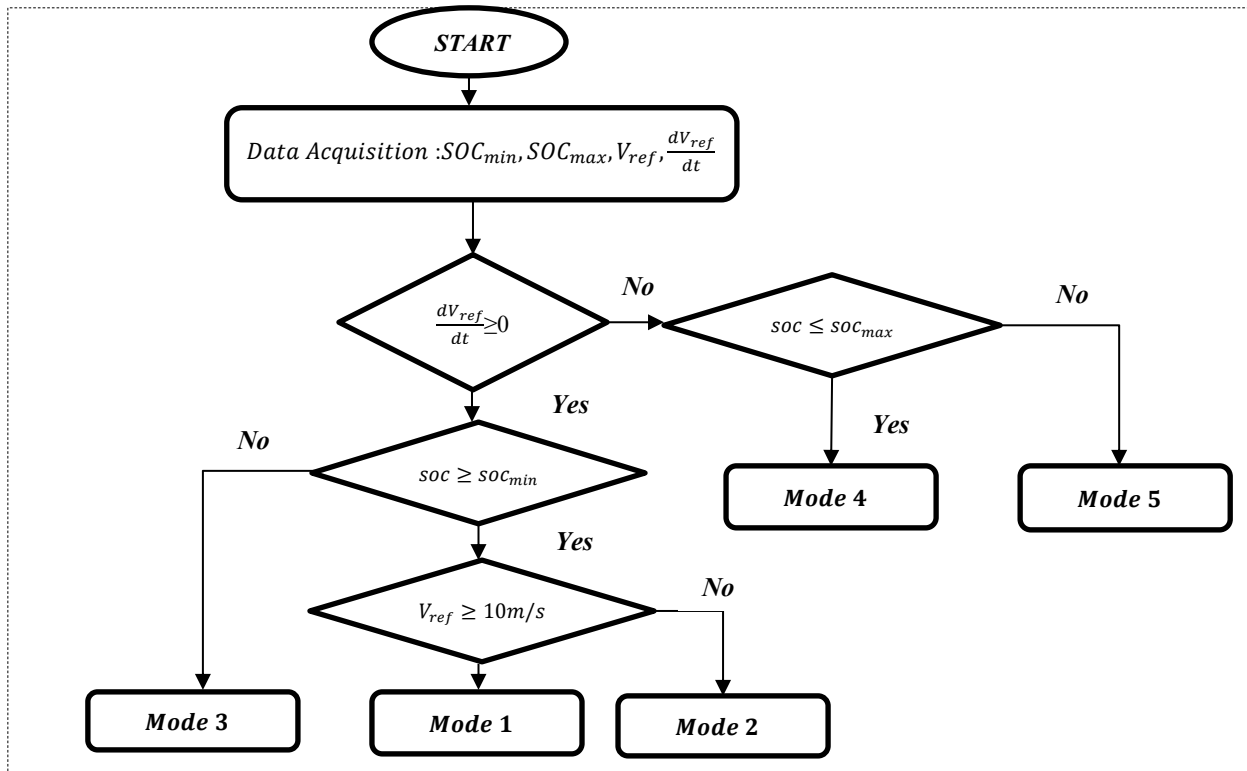 START
Data Acquisition :SOC_min, SOC_max, V_ref, dV_ref/dt
No
No
dV_ref/dt ≥0
soc ≤ soc_max
Yes
Yes
No
soc ≥ soc_min
Mode 4
Mode 5
Yes
No
V_ref ≥ 10m/s
Mode 3
Mode 1
Mode 2